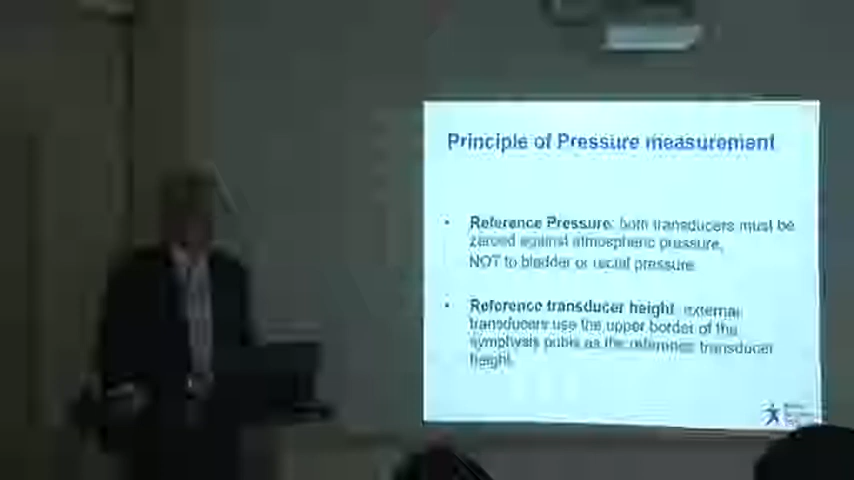 Principle of Pressure measurement
• Reference Pressure: both transducers must be
zeroed against atmospheric pressure,
NOT to bladder or rectal pressure
• Reference transducer height: external
transducers use the upper border of the
symphysis pubis as the reference transducer
height.